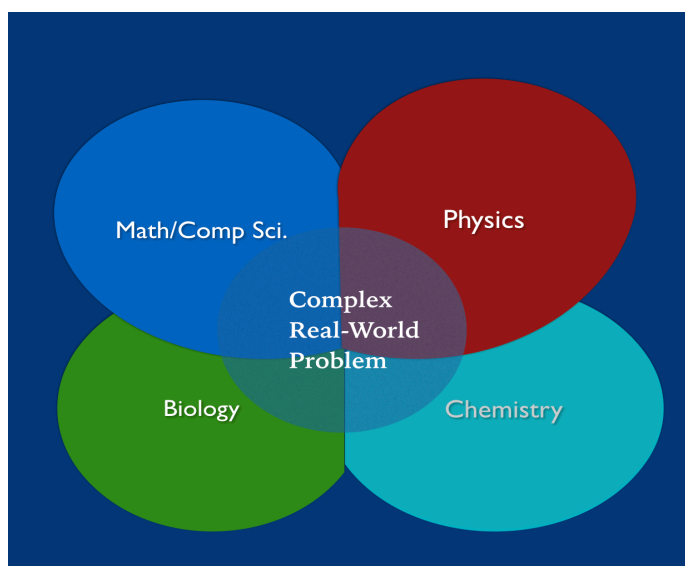 Math/Comp Sci.
Physics
Complex
Real-World
Problem
Biology
Chemistry